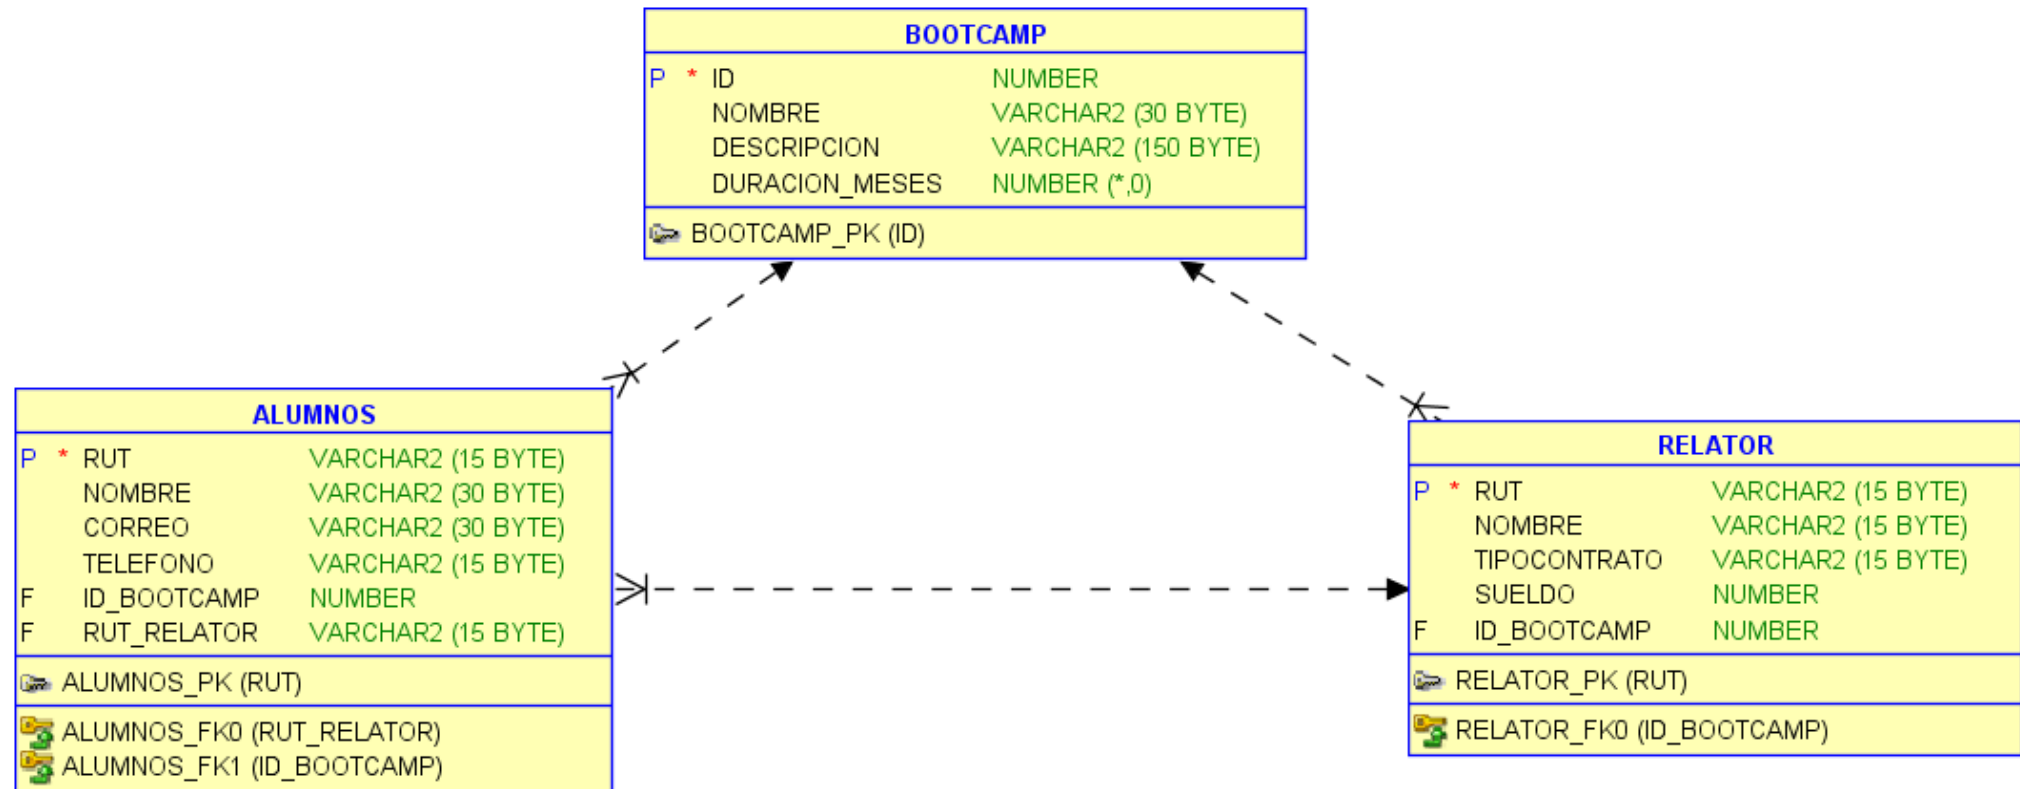 BOOTCAMP
P * ID NUMBER
NOMBRE VARCHAR2 (30 BYTE)
DESCRIPCION VARCHAR2 (150 BYTE)
DURACION_MESES NUMBER (*,0)
BOOTCAMP_PK (ID)
ALUMNOS
P * RUT VARCHAR2 (15 BYTE)
NOMBRE VARCHAR2 (30 BYTE)
CORREO VARCHAR2 (30 BYTE)
TELEFONO VARCHAR2 (15 BYTE)
F ID_BOOTCAMP NUMBER
F RUT_RELATOR VARCHAR2 (15 BYTE)
ALUMNOS_PK (RUT)
ALUMNOS_FK0 (RUT_RELATOR)
ALUMNOS_FK1 (ID_BOOTCAMP)
RELATOR
P * RUT VARCHAR2 (15 BYTE)
NOMBRE VARCHAR2 (15 BYTE)
TIPOCONTRATO VARCHAR2 (15 BYTE)
SUELDO NUMBER
F ID_BOOTCAMP NUMBER
RELATOR_PK (RUT)
RELATOR_FK0 (ID_BOOTCAMP)